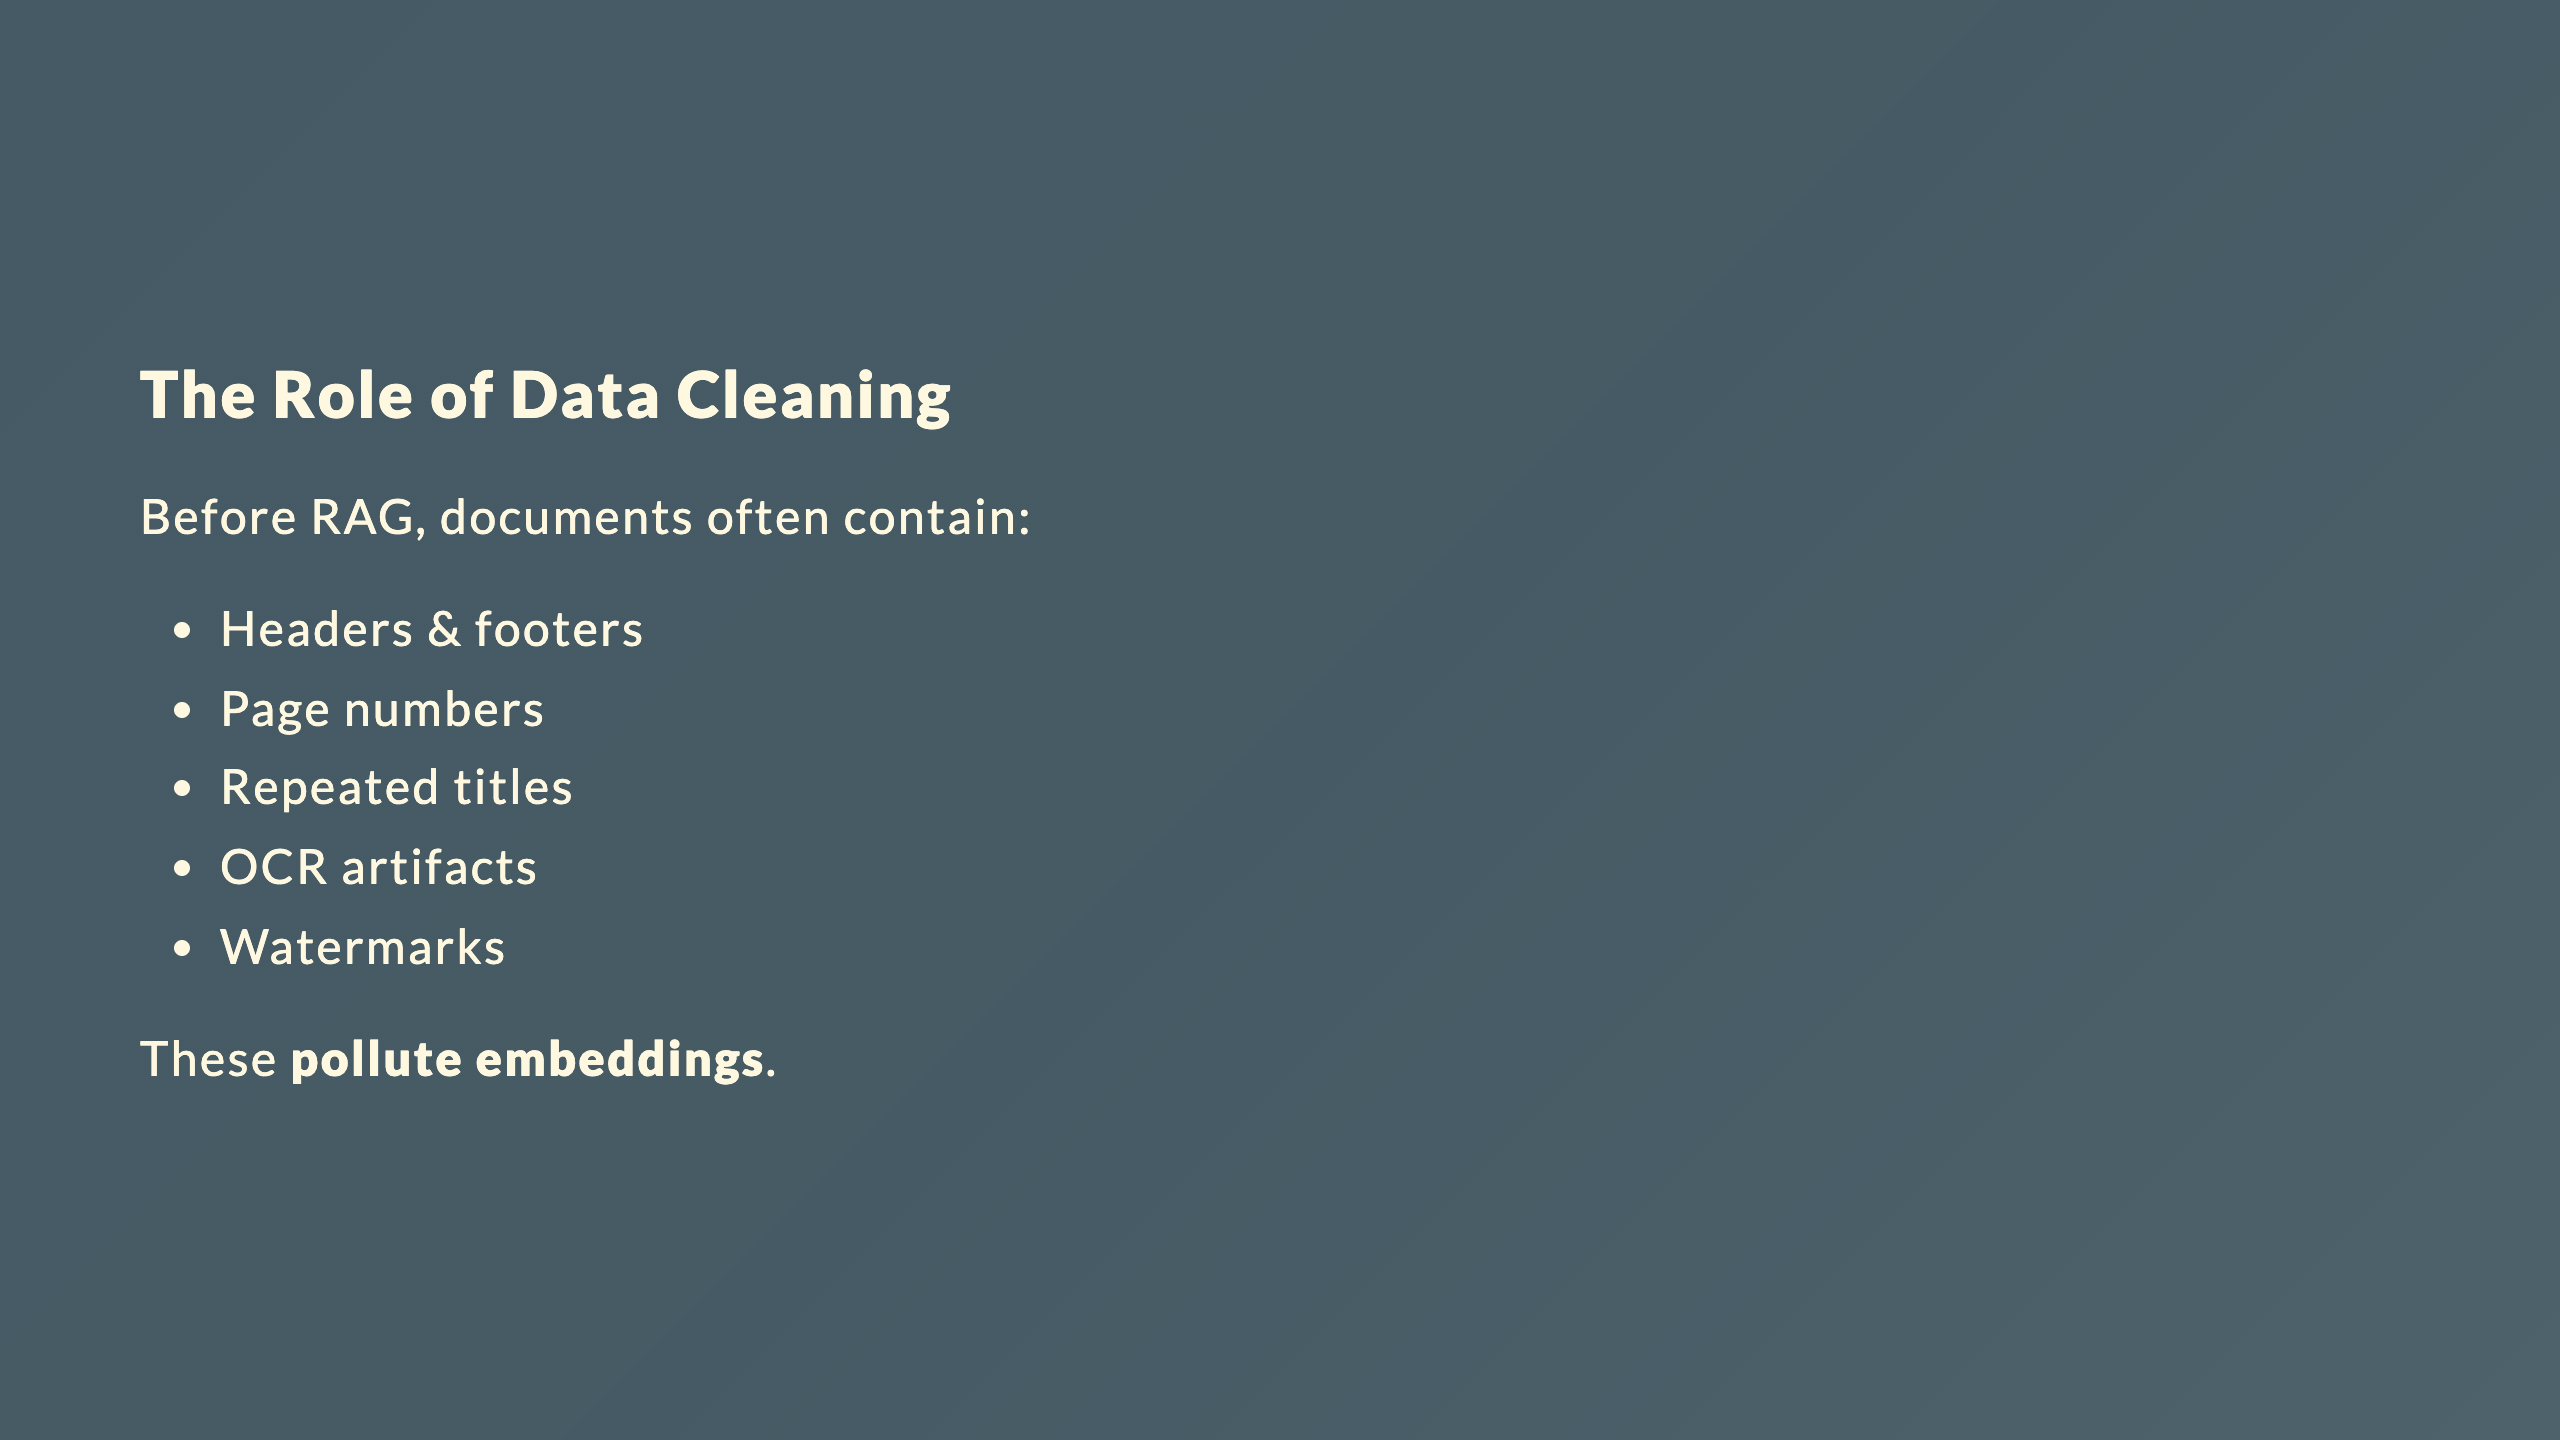 The Role of Data Cleaning
Before RAG, documents often contain:
• Headers & footers
• Page numbers
• Repeated titles
• OCR artifacts
• Watermarks
These pollute embeddings.